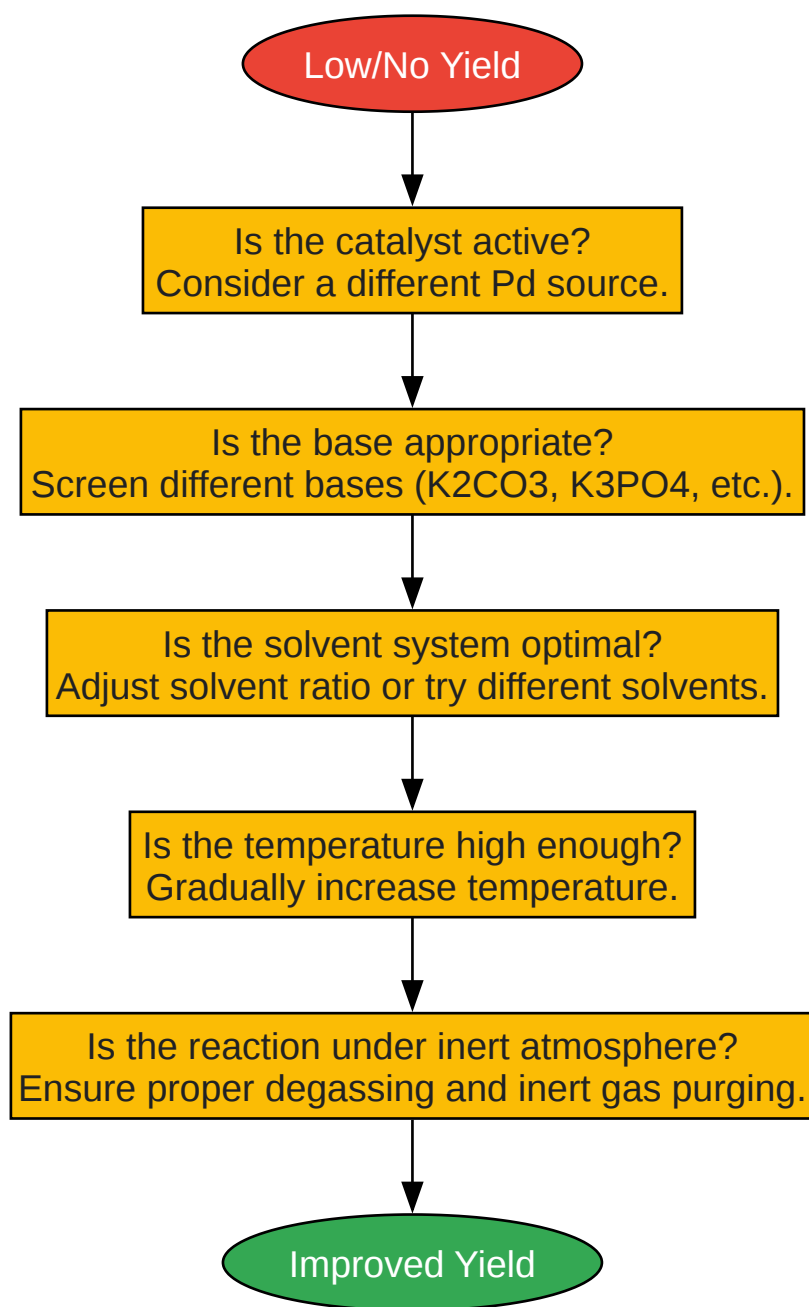 Low/No Yield
Is the catalyst active?
Consider a different Pd source.
Is the base appropriate?
Screen different bases (K2CO3, K3PO4, etc.).
Is the solvent system optimal?
Adjust solvent ratio or try different solvents.
Is the temperature high enough?
Gradually increase temperature.
Is the reaction under inert atmosphere?
Ensure proper degassing and inert gas purging.
Improved Yield